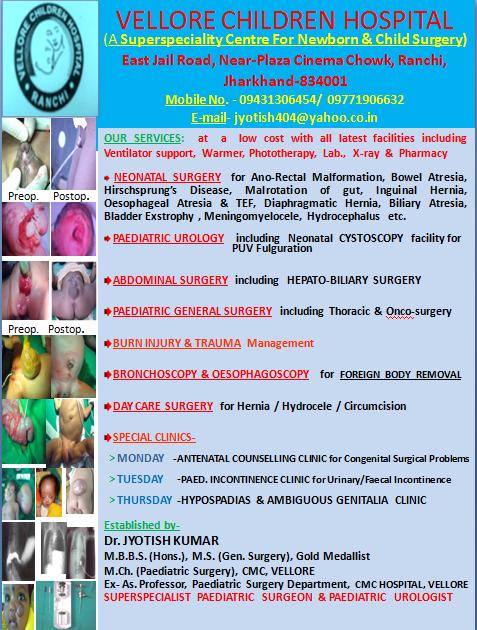 VELLORE CHILDREN HOSPITAL
RANCHI
VELLORE CHILDREN HOSPITAL
(A Superspeciality Centre For Newborn & Child Surgery)
East Jail Road, Near-Plaza Cinema Chowk, Ranchi,
Jharkhand-834001
Mobile No. - 09431306454/ 09771906632
E-mail- jyotish404@yahoo.co.in
OUR SERVICES: at a low cost with all latest facilities including
Ventilator support, Warmer, Phototherapy, Lab., X-ray & Pharmacy
NEONATAL SURGERY for Ano-Rectal Malformation, Bowel Atresia,
Hirschsprung's Disease, Malrotation of gut, Inguinal Hernia,
Oesophageal Atresia & TEF, Diaphragmatic Hernia, Biliary Atresia,
Bladder Exstrophy , Meningomyelocele, Hydrocephalus etc.
Preop. Postop.
PAEDIATRIC UROLOGY including Neonatal CYSTOSCOPY facility for
PUV Fulguration
ABDOMINAL SURGERY including HEPATO-BILIARY SURGERY
PAEDIATRIC GENERAL SURGERY including Thoracic & Onco-surgery
Preop. Postop.
BURN INJURY & TRAUMA Management
BRONCHOSCOPY & OESOPHAGOSCOPY for FOREIGN BODY REMOVAL
DAY CARE SURGERY for Hernia / Hydrocele / Circumcision
SPECIAL CLINICS-
> MONDAY -ANTENATAL COUNSELLING CLINIC for Congenital Surgical Problems
> TUESDAY -PAED. INCONTINENCE CLINIC for Urinary/Faecal Incontinence
> THURSDAY -HYPOSPADIAS & AMBIGUOUS GENITALIA CLINIC
Established by-
Dr. JYOTISH KUMAR
M.B.B.S. (Hons.), M.S. (Gen. Surgery), Gold Medallist
M.Ch. (Paediatric Surgery), CMC, VELLORE
Ex- As. Professor, Paediatric Surgery Department, CMC HOSPITAL, VELLORE
SUPERSPECIALIST PAEDIATRIC SURGEON & PAEDIATRIC UROLOGIST